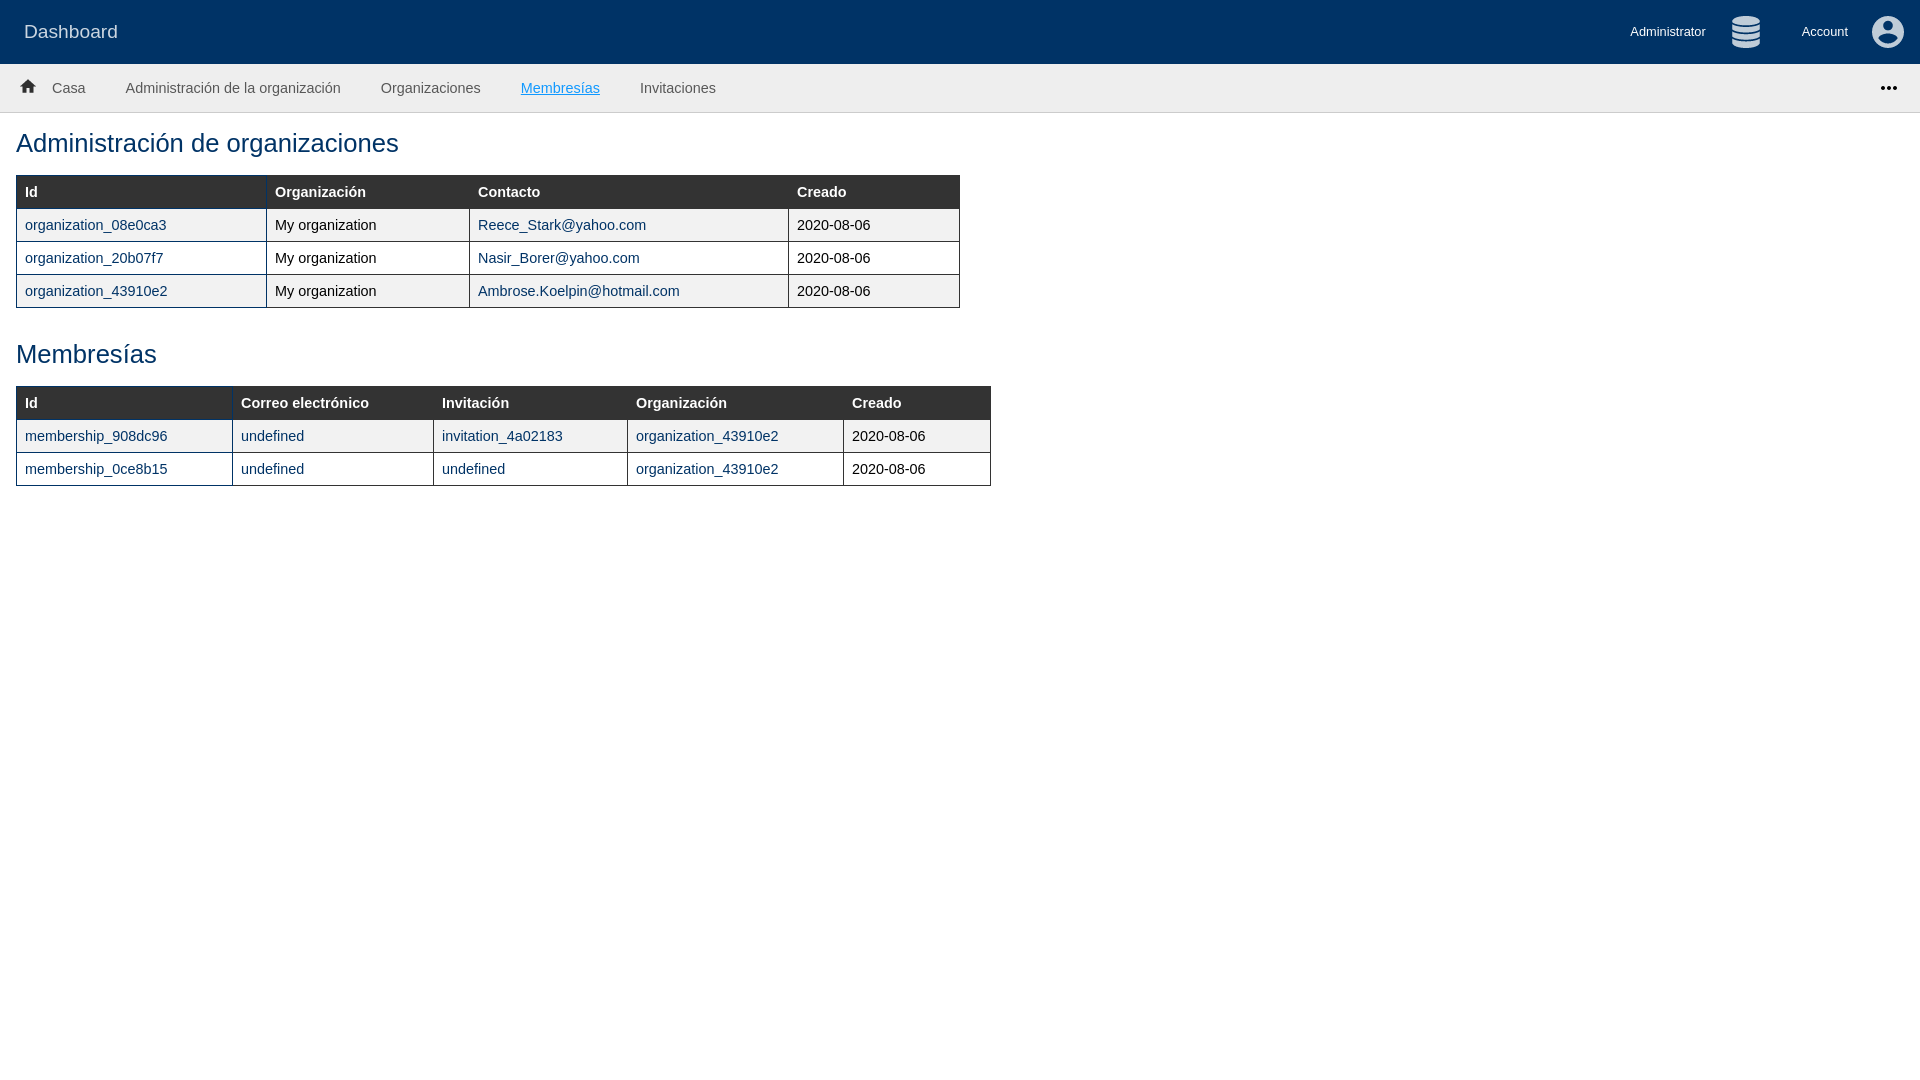 Dashboard
Administrator
Account
Casa
Administración de la organización
Organizaciones
Membresías
Invitaciones
Administración de organizaciones
Id Organización Contacto Creado
organization_08e0ca3 My organization Reece_Stark@yahoo.com 2020-08-06
organization_20b07f7 My organization Nasir_Borer@yahoo.com 2020-08-06
organization_43910e2 My organization Ambrose.Koelpin@hotmail.com 2020-08-06
Membresías
Id Correo electrónico Invitación Organización Creado
membership_908dc96 undefined invitation_4a02183 organization_43910e2 2020-08-06
membership_0ce8b15 undefined undefined organization_43910e2 2020-08-06